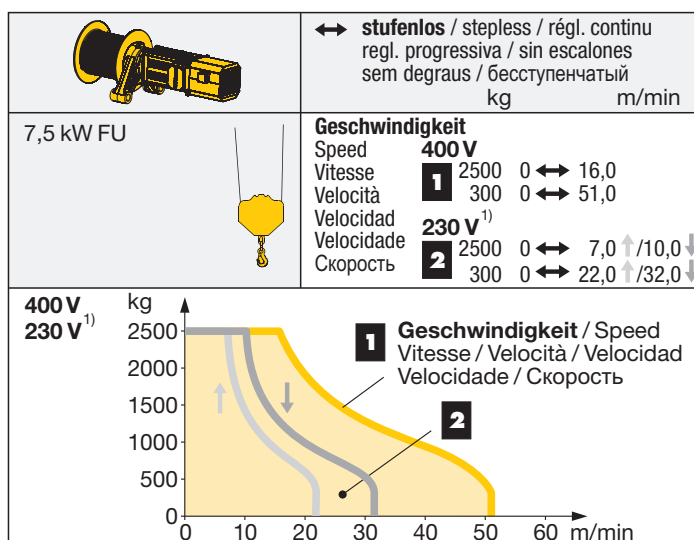 ↔ stufenlos / stepless / régl. continu
regl. progressiva / sin escalones
sem degraus / бесступенчатый
kg m/min
7,5 kW FU
Geschwindigkeit
Speed 400 V
Vitesse 1 2500 0 ↔ 16,0
Velocità 300 0 ↔ 51,0
Velocidad 230 V 1)
Velocidade 2 2500 0 ↔ 7,0 ↑/10,0 ↓
Скорость 300 0 ↔ 22,0 ↑/32,0 ↓
400 V
230 V 1)
kg
2500
2000
1500
1000
500
0
0 10 20 30 40 50 60 m/min
1 Geschwindigkeit / Speed
Vitesse / Velocità / Velocidad
Velocidade / Скорость
2